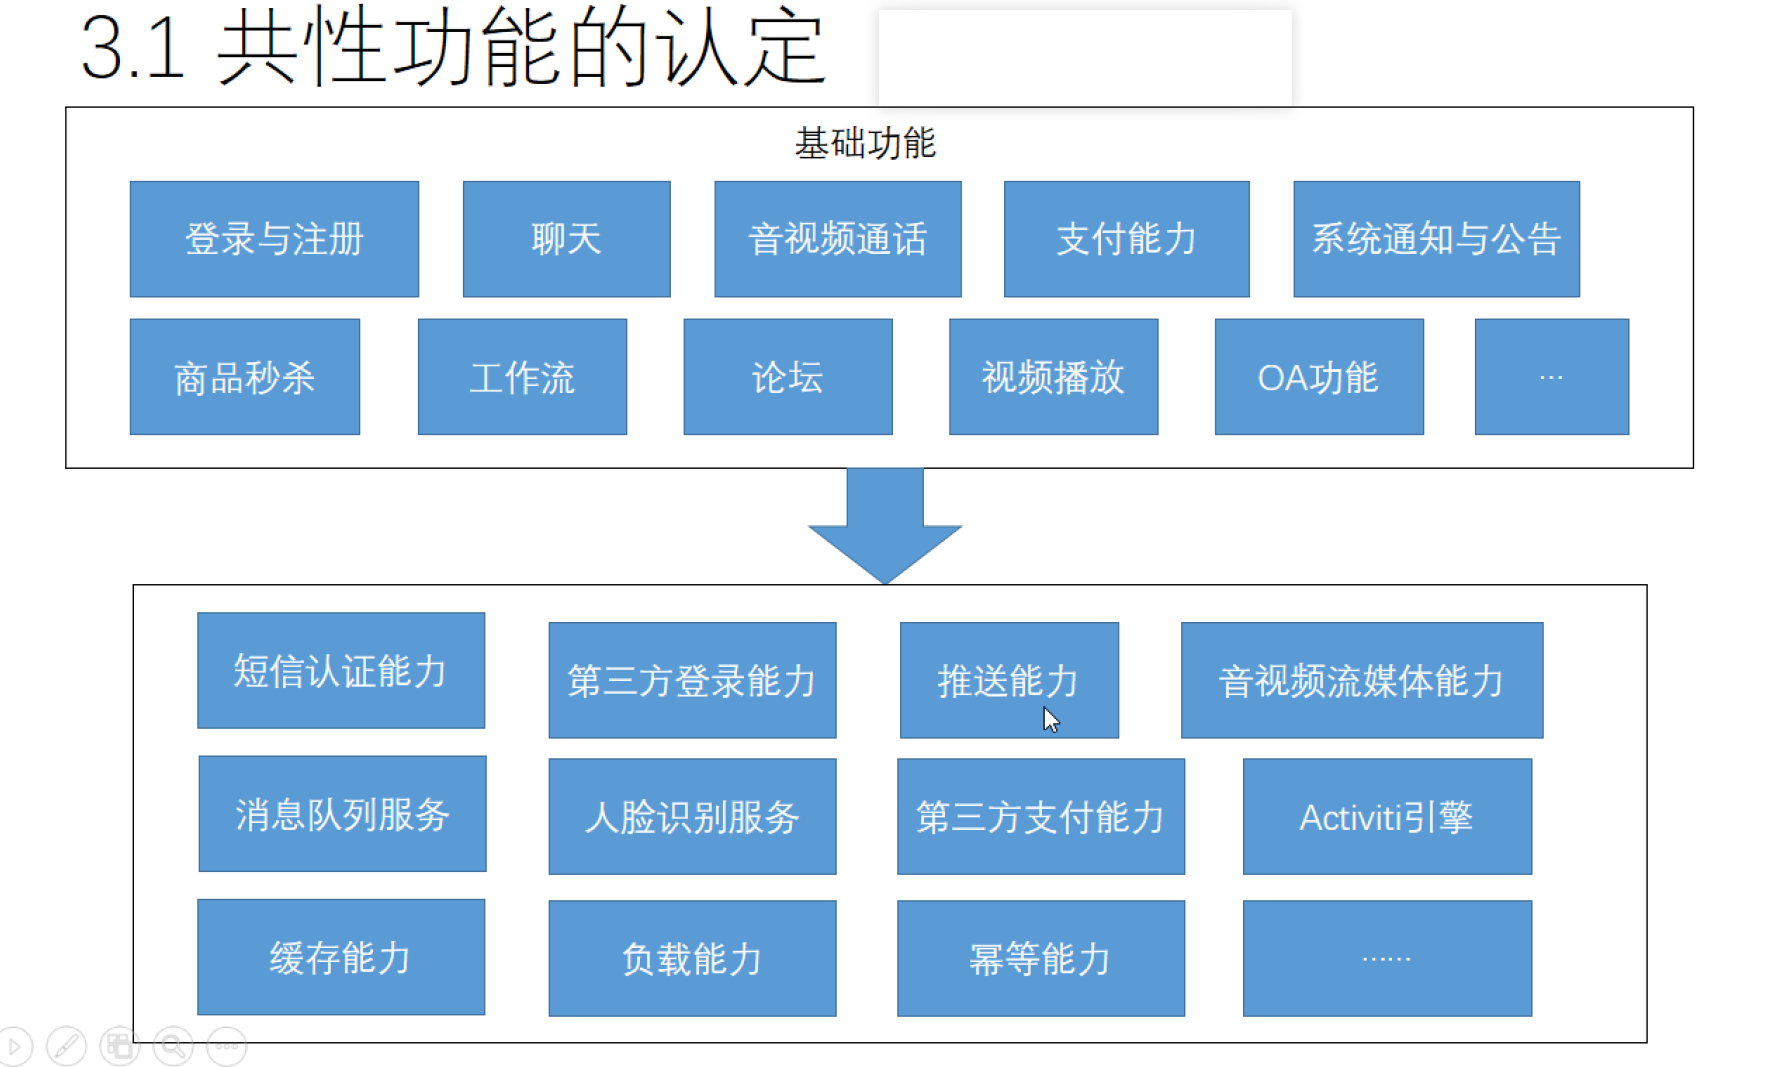 3.1 共性功能的认定
基础功能
登录与注册
聊天
音视频通话
支付能力
系统通知与公告
商品秒杀
工作流
论坛
视频播放
OA功能
...
短信认证能力
第三方登录能力
推送能力
音视频流媒体能力
消息队列服务
人脸识别服务
第三方支付能力
Activiti引擎
缓存能力
负载能力
幂等能力
......